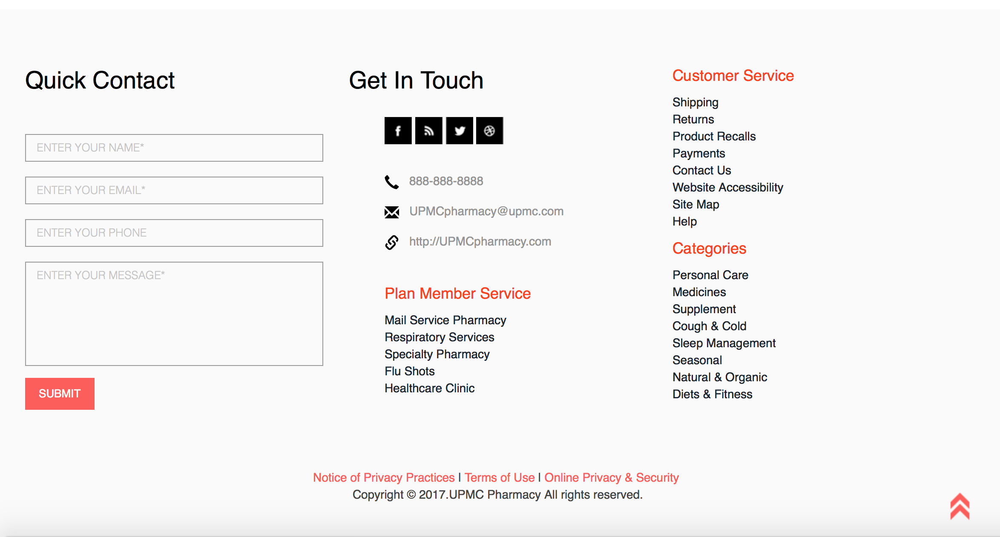 Quick Contact
ENTER YOUR NAME*
ENTER YOUR EMAIL*
ENTER YOUR PHONE
ENTER YOUR MESSAGE*
SUBMIT
Get In Touch
888-888-8888
UPMCpharmacy@upmc.com
http://UPMCpharmacy.com
Plan Member Service
Mail Service Pharmacy
Respiratory Services
Specialty Pharmacy
Flu Shots
Healthcare Clinic
Customer Service
Shipping
Returns
Product Recalls
Payments
Contact Us
Website Accessibility
Site Map
Help
Categories
Personal Care
Medicines
Supplement
Cough & Cold
Sleep Management
Seasonal
Natural & Organic
Diets & Fitness
Notice of Privacy Practices | Terms of Use | Online Privacy & Security
Copyright © 2017.UPMC Pharmacy All rights reserved.